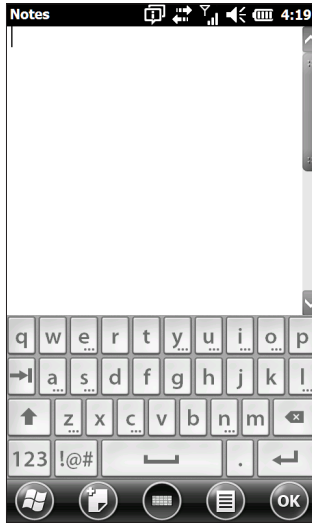 Notes 4:19
q w e r t y u i o p
a s d f g h j k l
z x c v b n m
123 !@# .
OK